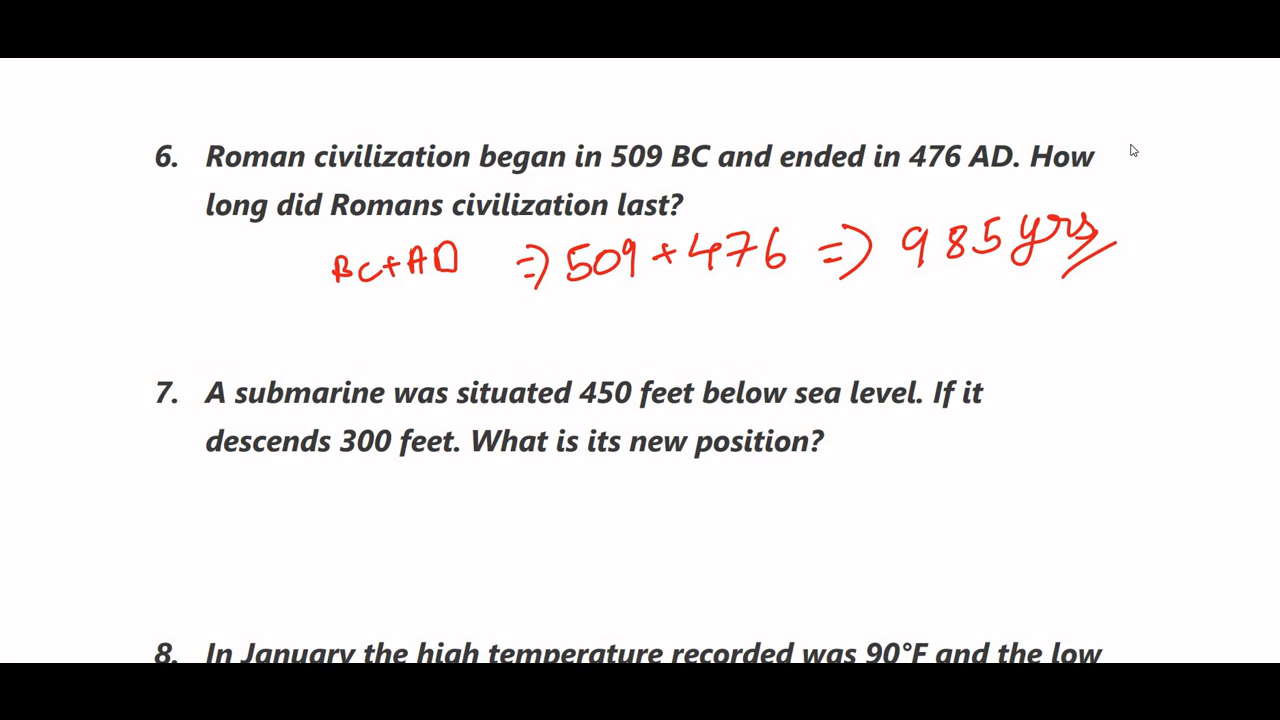 6. Roman civilization began in 509 BC and ended in 476 AD. How
long did Romans civilization last?
BC+AD => 509 + 476 => 985 yrs
7. A submarine was situated 450 feet below sea level. If it
descends 300 feet. What is its new position?
8. In January the high temperature recorded was 90°F and the low